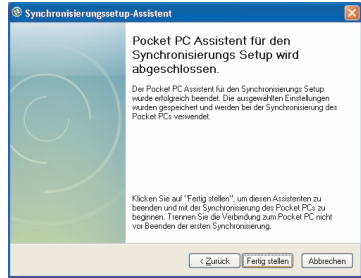 Synchronisierungssetup-Assistent
Pocket PC Assistent für den
Synchronisierungs Setup wird
abgeschlossen.
Der Pocket PC Assistent für den Synchronisierungs Setup
wurde erfolgreich beendet. Die ausgewählten Einstellungen
wurden gespeichert und werden bei der Synchronisierung des
Pocket PCs verwendet.
Klicken Sie auf "Fertig stellen", um diesen Assistenten zu
beenden und mit der Synchronisierung des Pocket PCs zu
beginnen. Trennen Sie die Verbindung zum Pocket PC nicht
vor Beenden der ersten Synchronisierung.
< Zurück Fertig stellen Abbrechen